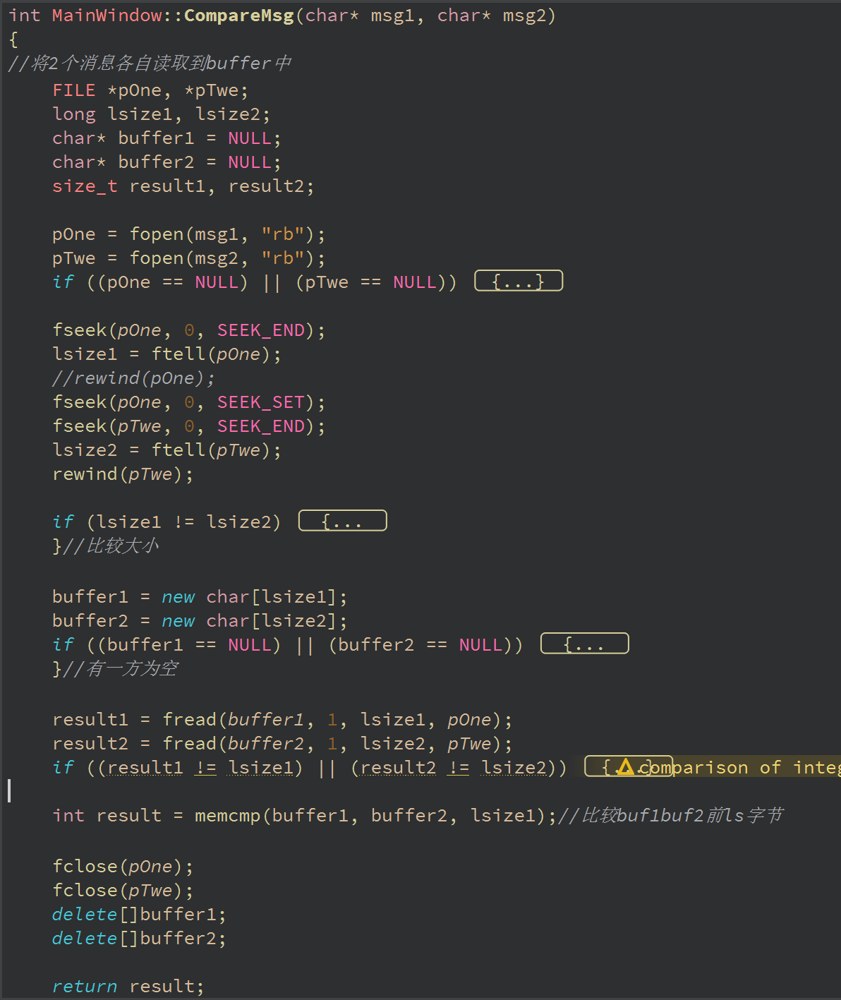 int MainWindow::CompareMsg(char* msg1, char* msg2)
{
//将2个消息各自读取到buffer中
FILE *pOne, *pTwe;
long lsize1, lsize2;
char* buffer1 = NULL;
char* buffer2 = NULL;
size_t result1, result2;
pOne = fopen(msg1, "rb");
pTwe = fopen(msg2, "rb");
if ((pOne == NULL) || (pTwe == NULL)) {...}
fseek(pOne, 0, SEEK_END);
lsize1 = ftell(pOne);
//rewind(pOne);
fseek(pOne, 0, SEEK_SET);
fseek(pTwe, 0, SEEK_END);
lsize2 = ftell(pTwe);
rewind(pTwe);
if (lsize1 != lsize2) {...
}//比较大小
buffer1 = new char[lsize1];
buffer2 = new char[lsize2];
if ((buffer1 == NULL) || (buffer2 == NULL)) {...
}//有一方为空
result1 = fread(buffer1, 1, lsize1, pOne);
result2 = fread(buffer2, 1, lsize2, pTwe);
if ((result1 != lsize1) || (result2 != lsize2)) {...} comparison of integ
int result = memcmp(buffer1, buffer2, lsize1);//比较buf1buf2前ls字节
fclose(pOne);
fclose(pTwe);
delete[]buffer1;
delete[]buffer2;
return result;